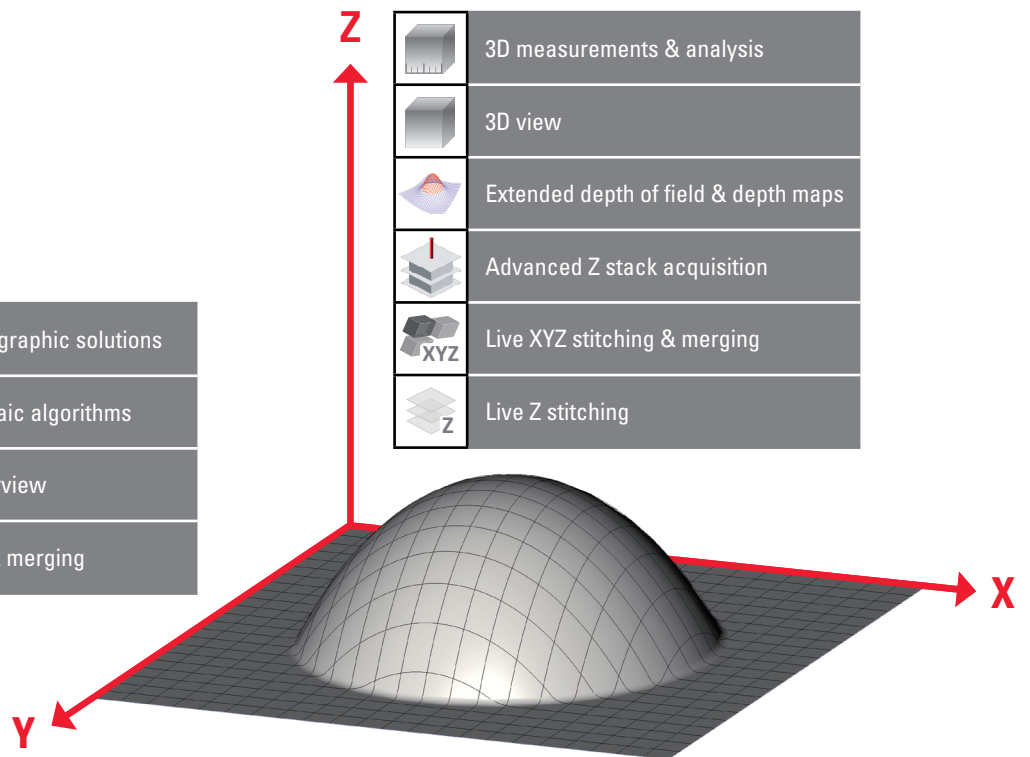 Z
3D measurements & analysis
3D view
Extended depth of field & depth maps
Advanced Z stack acquisition
XYZ
Live XYZ stitching & merging
Z
Live Z stitching
graphic solutions
aic algorithms
view
merging
X
Y